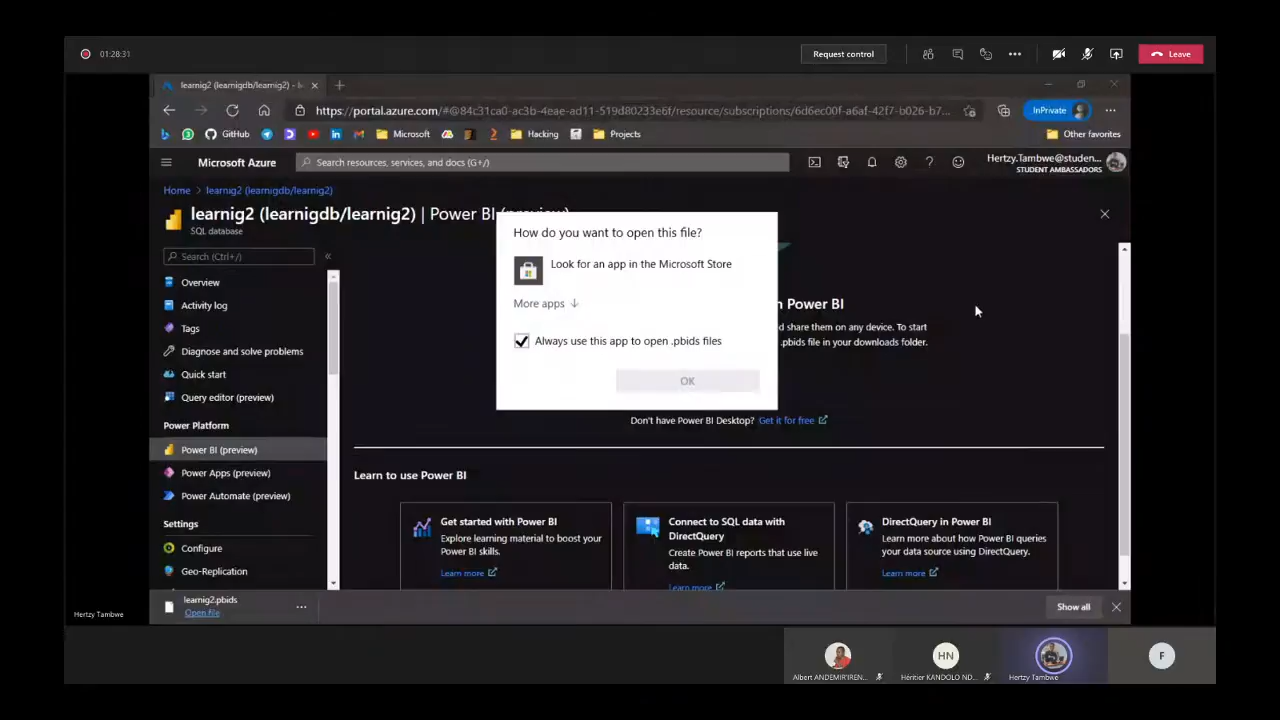 01:28:31
Request control
Leave
learnig2 (learnigdb/learnig2) -
https://portal.azure.com/#@84c31ca0-ac3b-4eae-ad11-519d80233e6f/resource/subscriptions/6d6ec00f-a6af-42f7-b026-b7...
InPrivate
GitHub
Microsoft
Hacking
Projects
Other favorites
Microsoft Azure
Search resources, services, and docs (G+/)
Hertzy.Tambwe@studen...
STUDENT AMBASSADORS
Home > learnig2 (learnigdb/learnig2)
learnig2 (learnigdb/learnig2) | Power BI (preview)
SQL database
Search (Ctrl+/)
Overview
Activity log
Tags
Diagnose and solve problems
Quick start
Query editor (preview)
Power Platform
Power BI (preview)
Power Apps (preview)
Power Automate (preview)
Settings
Configure
Geo-Replication
How do you want to open this file?
Look for an app in the Microsoft Store
More apps
Always use this app to open .pbids files
OK
Power BI
d share them on any device. To start
.pbids file in your downloads folder.
Don't have Power BI Desktop? Get it for free
Learn to use Power BI
Get started with Power BI
Explore learning material to boost your
Power BI skills.
Learn more
Connect to SQL data with
DirectQuery
Create Power BI reports that use live
data.
Learn more
DirectQuery in Power BI
Learn more about how Power BI queries
your data source using DirectQuery.
Learn more
learnig2.pbids
Open file
Show all
Hertzy Tambwe
HN
F
Albert ANDEMIR'IREN...
Héritier KANDOLO ND...
Hertzy Tambwe